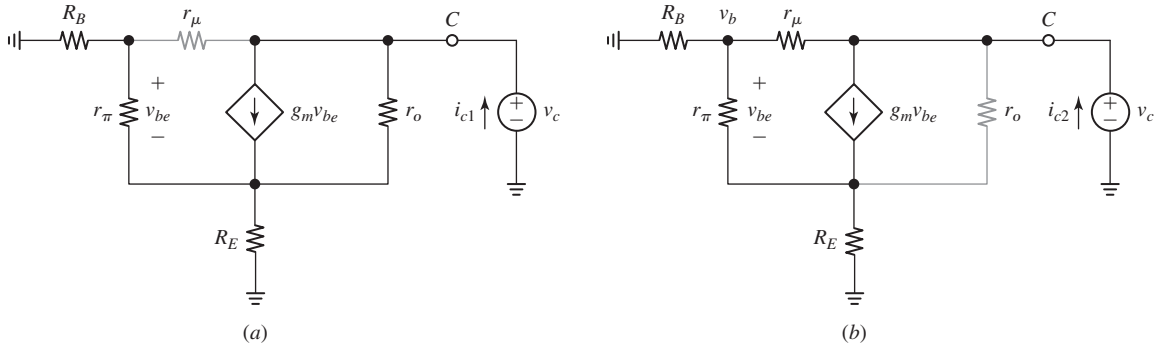 R_B r_μ C
r_π + v_be − g_m v_be r_o i_c1 + − v_c
R_E
(a)
R_B v_b r_μ C
r_π + v_be − g_m v_be r_o i_c2 + − v_c
R_E
(b)